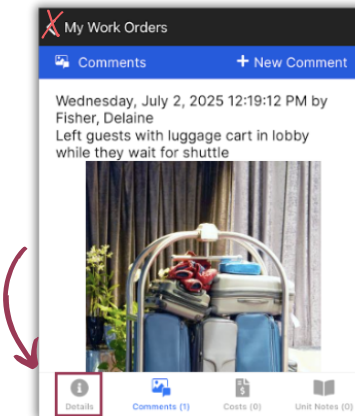 My Work Orders
Comments
+ New Comment
Wednesday, July 2, 2025 12:19:12 PM by
Fisher, Delaine
Left guests with luggage cart in lobby
while they wait for shuttle
Details
Comments (1)
Costs (0)
Unit Notes (0)